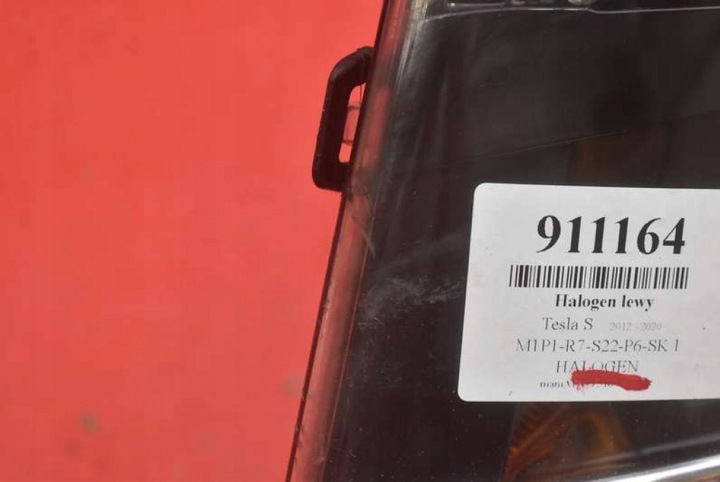 911164
Halogen lewy
Tesla S 2012 - 2020
M1P1-R7-S22-P6-SK 1
HALOGEN